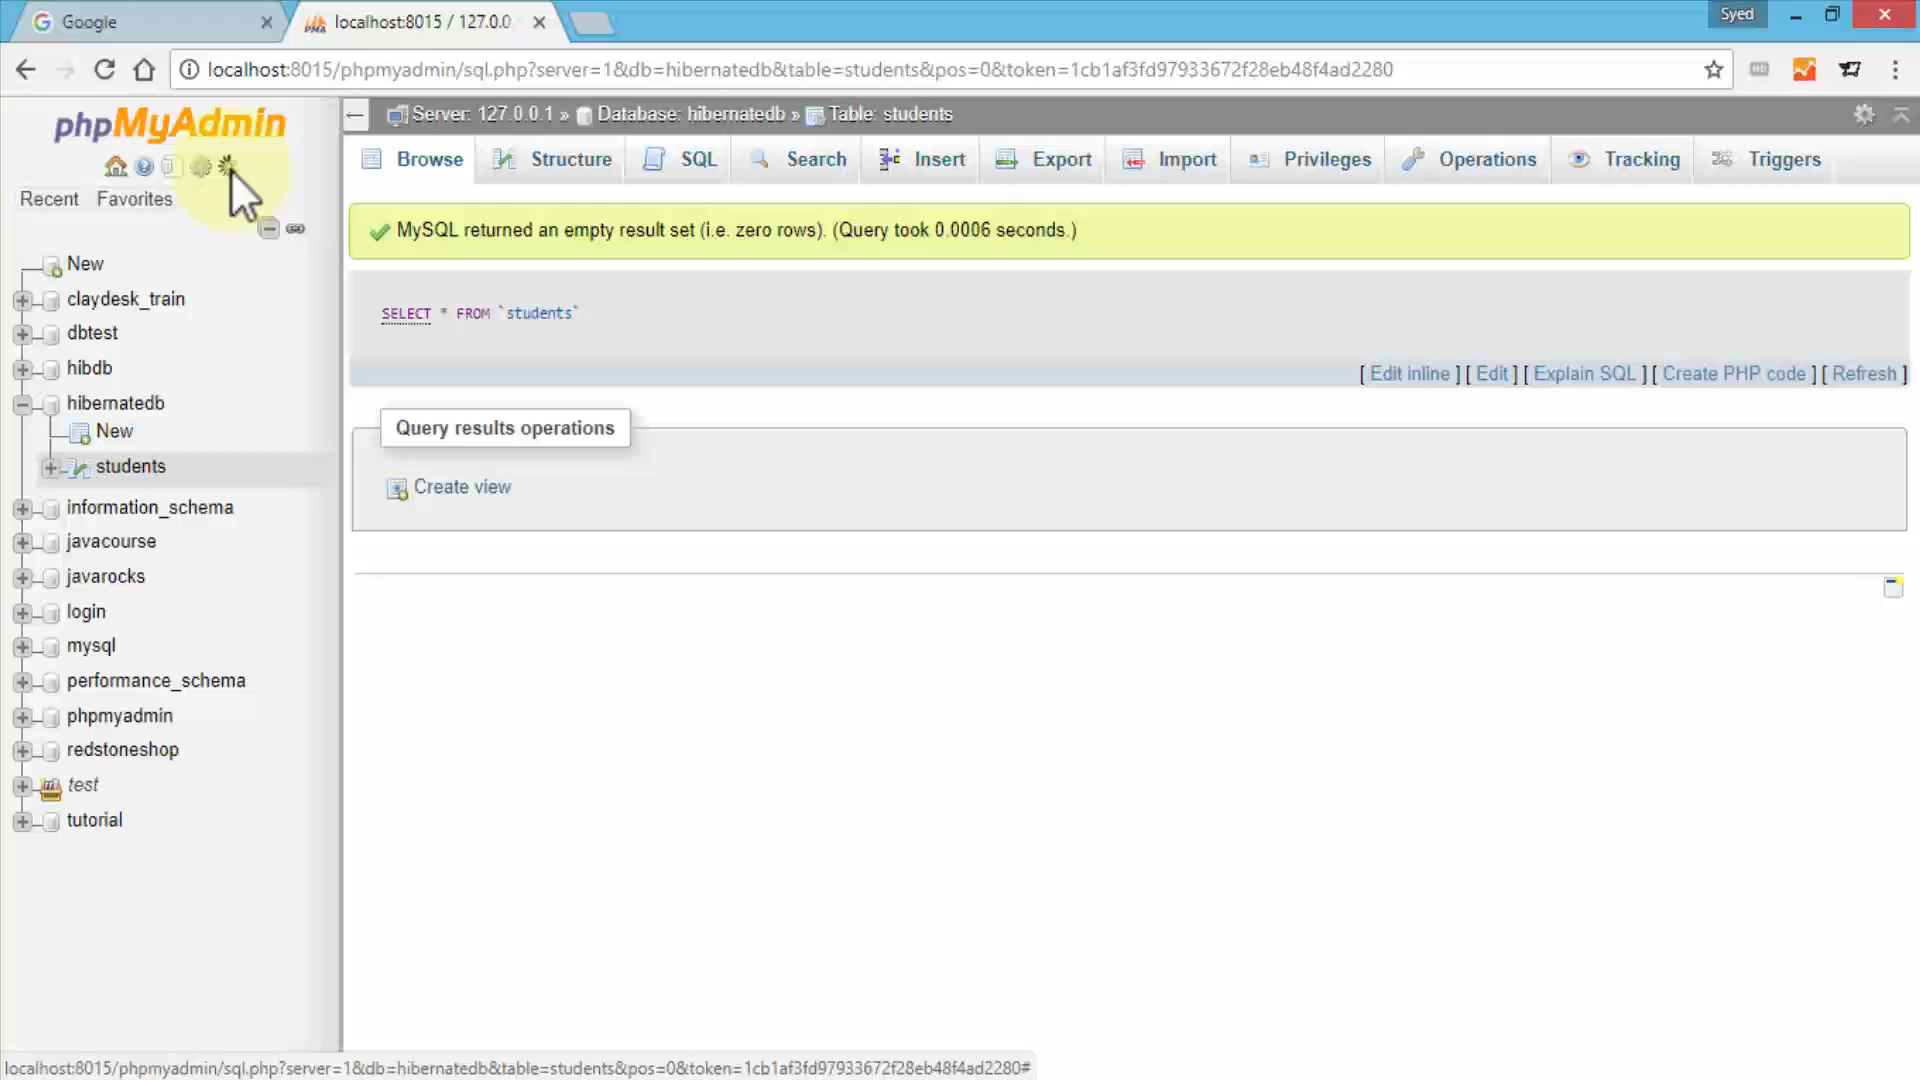 Google
localhost:8015 / 127.0.0
Syed
localhost:8015/phpmyadmin/sql.php?server=1&db=hibernatedb&table=students&pos=0&token=1cb1af3fd97933672f28eb48f4ad2280
phpMyAdmin
Recent Favorites
New
claydesk_train
dbtest
hibdb
hibernatedb
New
students
information_schema
javacourse
javarocks
login
mysql
performance_schema
phpmyadmin
redstoneshop
test
tutorial
Server: 127.0.0.1 » Database: hibernatedb » Table: students
Browse Structure SQL Search Insert Export Import Privileges Operations Tracking Triggers
MySQL returned an empty result set (i.e. zero rows). (Query took 0.0006 seconds.)
SELECT * FROM `students`
[ Edit inline ] [ Edit ] [ Explain SQL ] [ Create PHP code ] [ Refresh ]
Query results operations
Create view
localhost:8015/phpmyadmin/sql.php?server=1&db=hibernatedb&table=students&pos=0&token=1cb1af3fd97933672f28eb48f4ad2280#